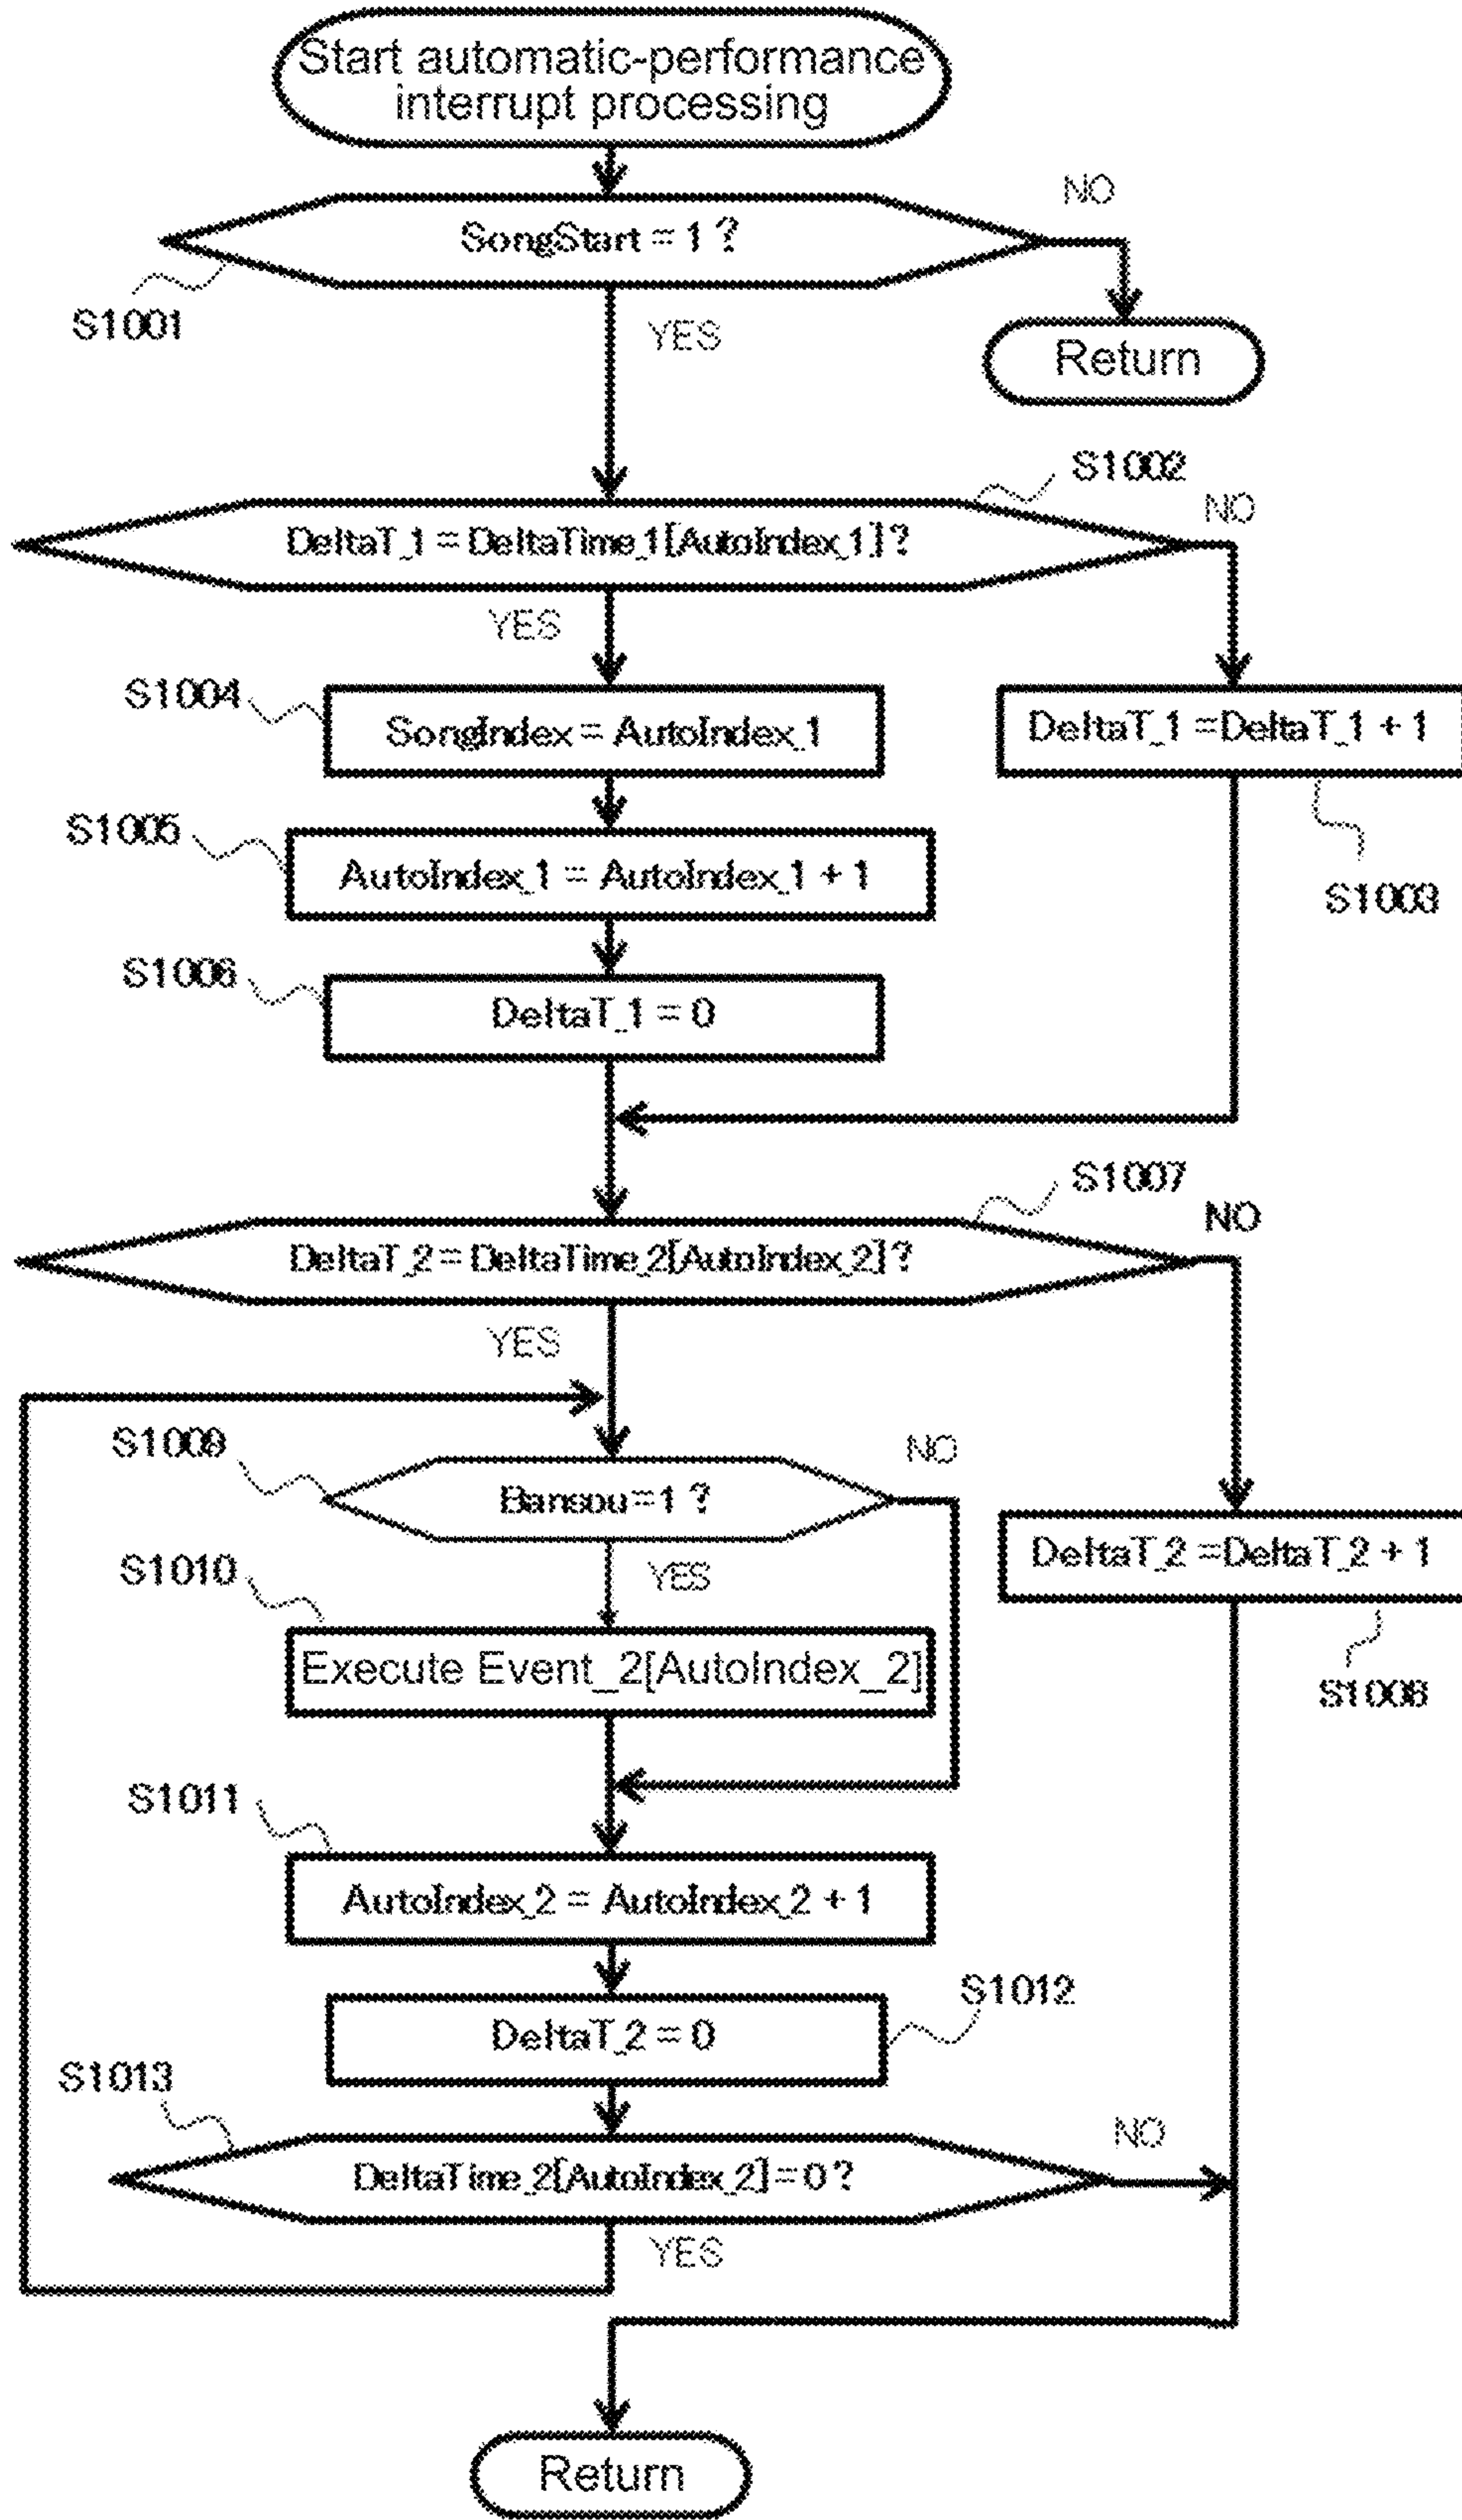 Start automatic-performance
interrupt processing
SongStart = 1 ?
NO
S1001
YES
Return
S1002
DeltaT_1 = DeltaTime_1[AutoIndex_1]?
NO
YES
S1004
SongIndex = AutoIndex_1
DeltaT_1 =DeltaT_1 + 1
S1003
S1005
AutoIndex_1 = AutoIndex_1 + 1
S1006
DeltaT_1 = 0
S1007
DeltaT_2 = DeltaTime_2[AutoIndex_2]?
NO
YES
S1009
Bansou=1 ?
NO
YES
DeltaT_2 =DeltaT_2 + 1
S1008
S1010
Execute Event_2[AutoIndex_2]
S1011
AutoIndex_2 = AutoIndex_2 + 1
S1012
DeltaT_2 = 0
S1013
DeltaTime_2[AutoIndex_2]=0?
NO
YES
Return